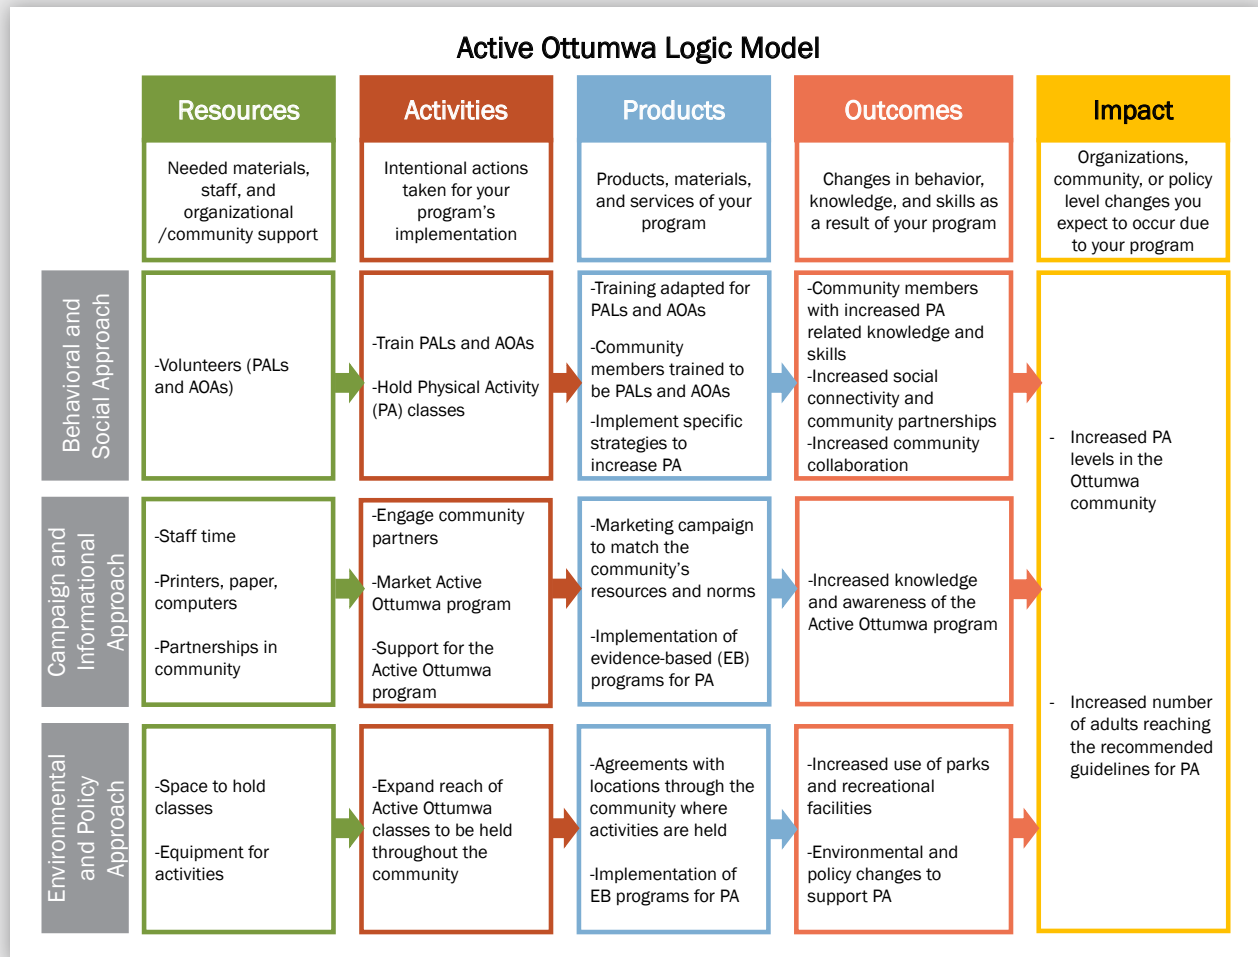 Active Ottumwa Logic Model
Resources
Activities
Products
Outcomes
Impact
Needed materials,
staff, and
organizational
/community support
Intentional actions
taken for your
program's
implementation
Products, materials,
and services of your
program
Changes in behavior,
knowledge, and skills as
a result of your program
Organizations,
community, or policy
level changes you
expect to occur due
to your program
Behavioral and
Social Approach
-Volunteers (PALs
and AOAs)
-Train PALs and AOAs
-Hold Physical Activity
(PA) classes
-Training adapted for
PALs and AOAs
-Community
members trained to
be PALs and AOAs
-Implement specific
strategies to
increase PA
-Community members
with increased PA
related knowledge and
skills
-Increased social
connectivity and
community partnerships
-Increased community
collaboration
Campaign and
Informational
Approach
-Staff time
-Printers, paper,
computers
-Partnerships in
community
-Engage community
partners
-Market Active
Ottumwa program
-Support for the
Active Ottumwa
program
-Marketing campaign
to match the
community's
resources and norms
-Implementation of
evidence-based (EB)
programs for PA
-Increased knowledge
and awareness of the
Active Ottumwa program
Environmental
and Policy
Approach
-Space to hold
classes
-Equipment for
activities
-Expand reach of
Active Ottumwa
classes to be held
throughout the
community
-Agreements with
locations through the
community where
activities are held
-Implementation of
EB programs for PA
-Increased use of parks
and recreational
facilities
-Environmental and
policy changes to
support PA
- Increased PA
levels in the
Ottumwa
community
- Increased number
of adults reaching
the recommended
guidelines for PA